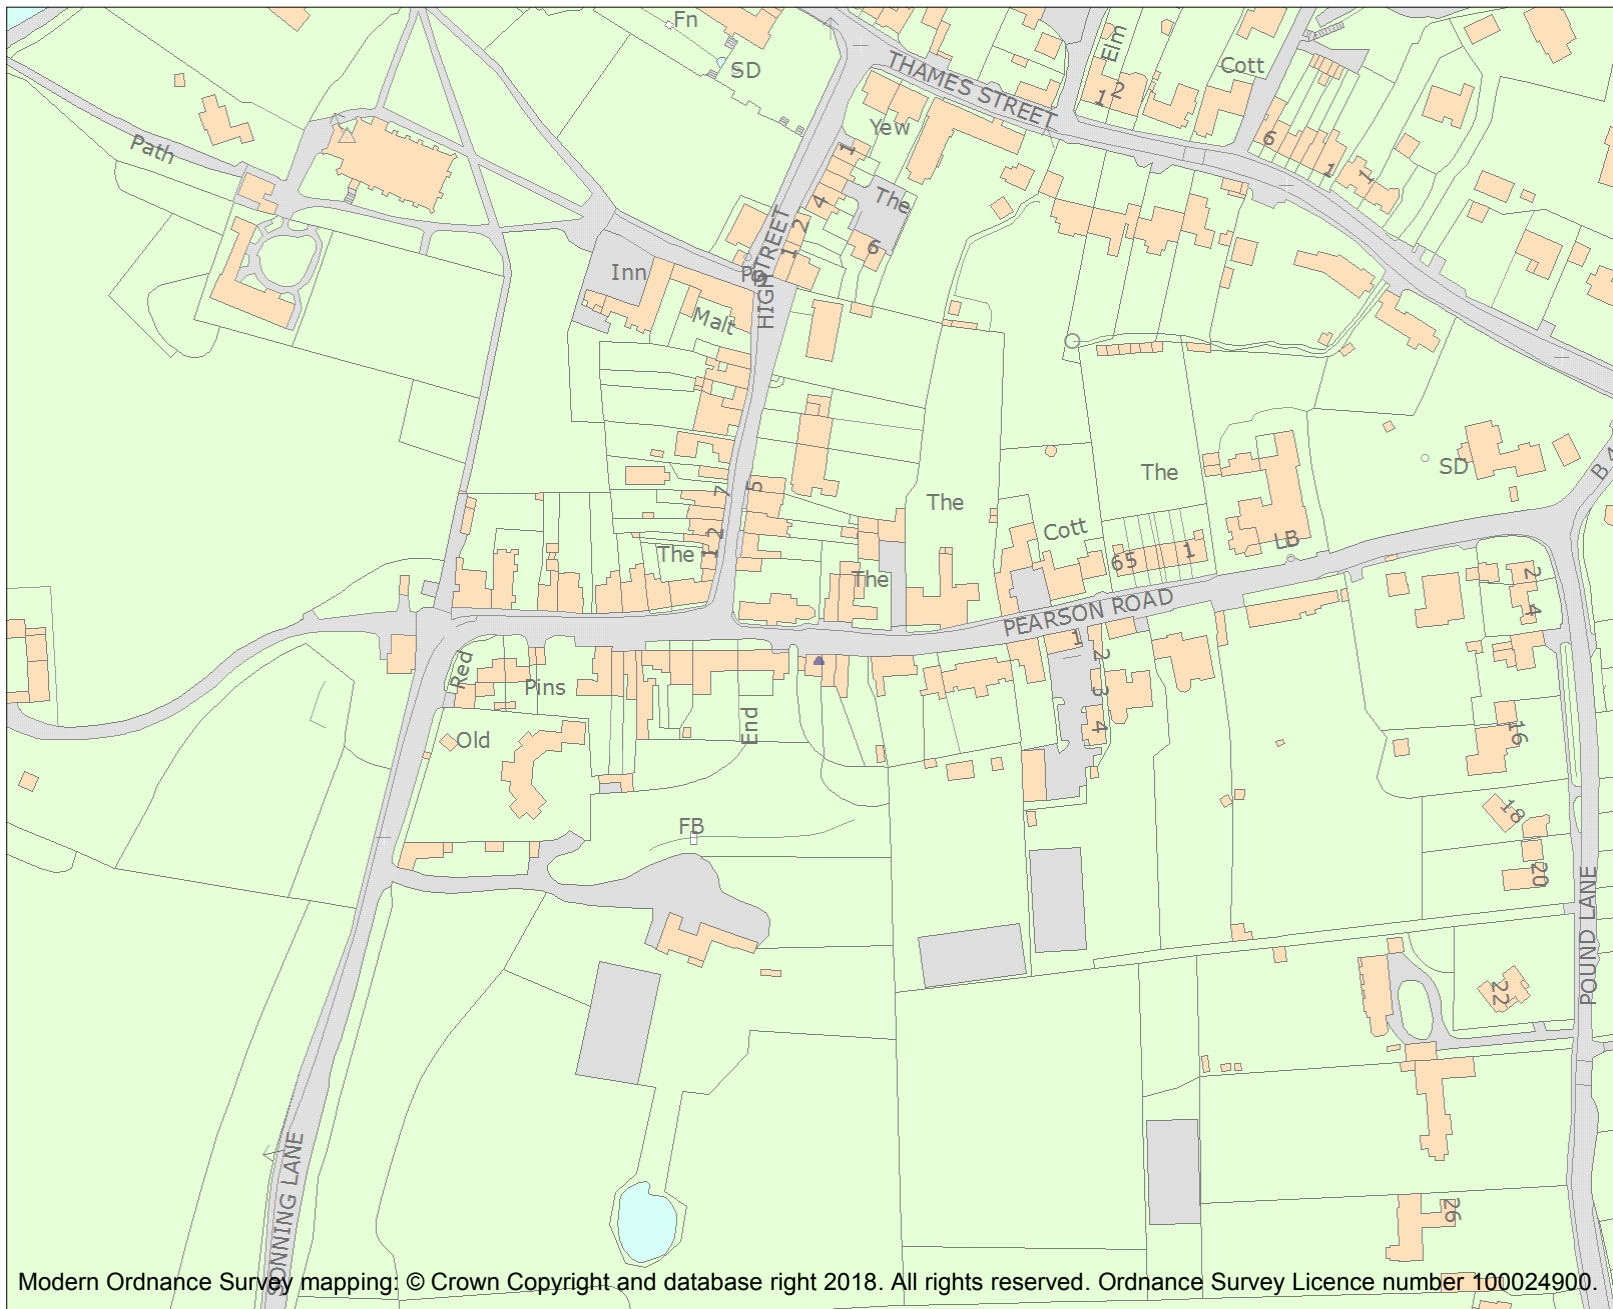 Fn
SD
THAMES STREET
Elm
1 2
Cott
6
1
1
Path
Yew
1
The
4
2
1
6
HIGH STREET
Inn
Malt
The
SD
B 4
7
5
The
Cott
12
The
The
65
1
LB
2
4
PEARSON ROAD
1
2
3
4
Red
Pins
End
Old
16
18
FB
20
POUND LANE
22
SONNING LANE
26
Modern Ordnance Survey mapping: © Crown Copyright and database right 2018. All rights reserved. Ordnance Survey Licence number 100024900.